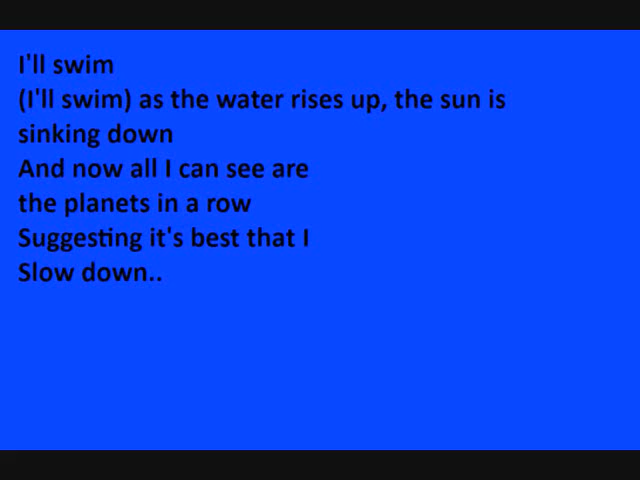 I'll swim
(I'll swim) as the water rises up, the sun is
sinking down
And now all I can see are
the planets in a row
Suggesting it's best that I
Slow down..